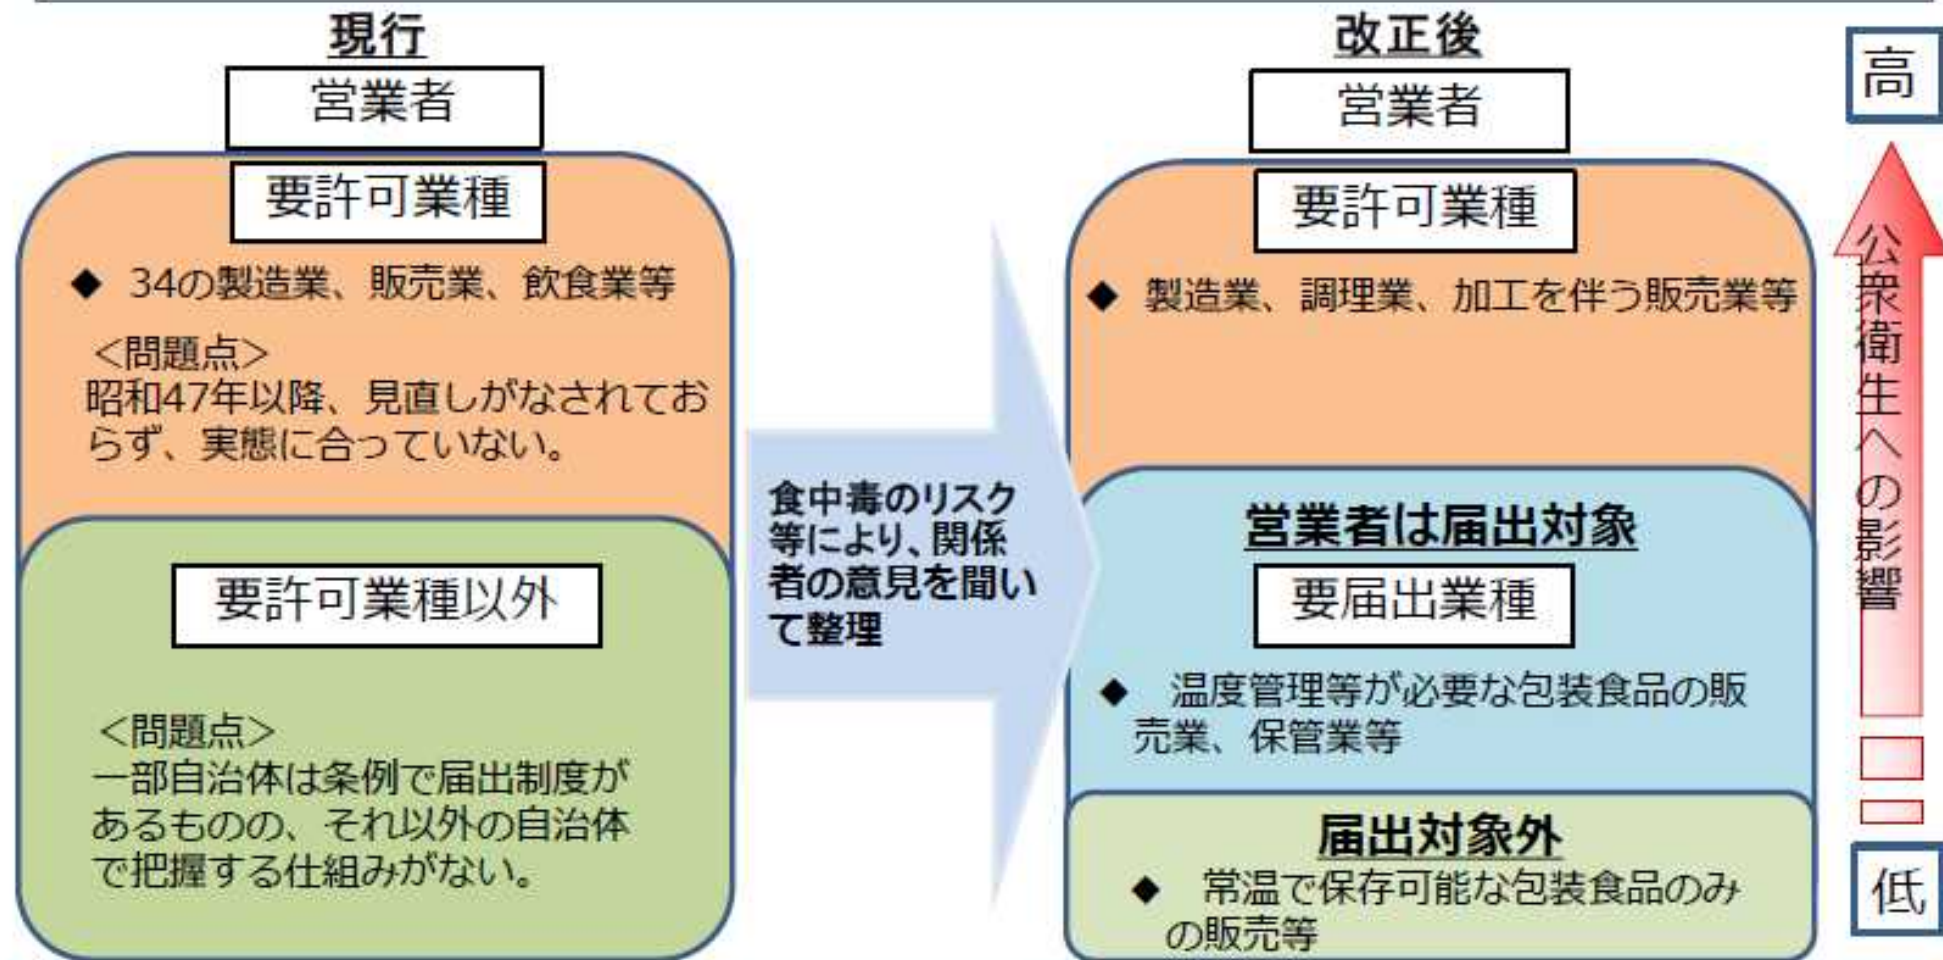 現行
営業者
要許可業種
◆ 34の製造業、販売業、飲食業等
＜問題点＞
昭和47年以降、見直しがなされてお
らず、実態に合っていない。
要許可業種以外
＜問題点＞
一部自治体は条例で届出制度が
あるものの、それ以外の自治体
で把握する仕組みがない。
食中毒のリスク
等により、関係
者の意見を聞い
て整理
改正後
営業者
要許可業種
◆ 製造業、調理業、加工を伴う販売業等
営業者は届出対象
要届出業種
◆ 温度管理等が必要な包装食品の販
売業、保管業等
届出対象外
◆ 常温で保存可能な包装食品のみ
の販売等
高
公衆衛生への影響
低